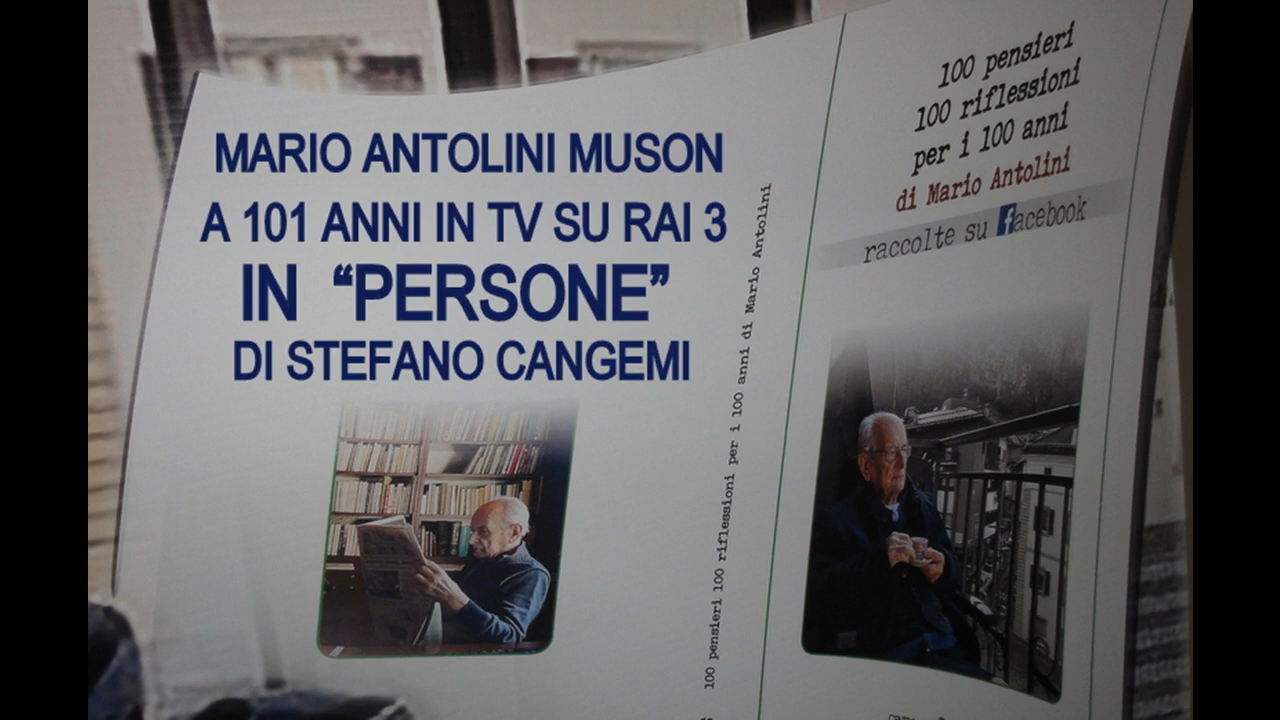 MARIO ANTOLINI MUSON
A 101 ANNI IN TV SU RAI 3
IN "PERSONE"
DI STEFANO CANGEMI
100 pensieri 100 riflessioni per i 100 anni di Mario Antolini
100 pensieri
100 riflessioni
per i 100 anni
di Mario Antolini
raccolte su facebook